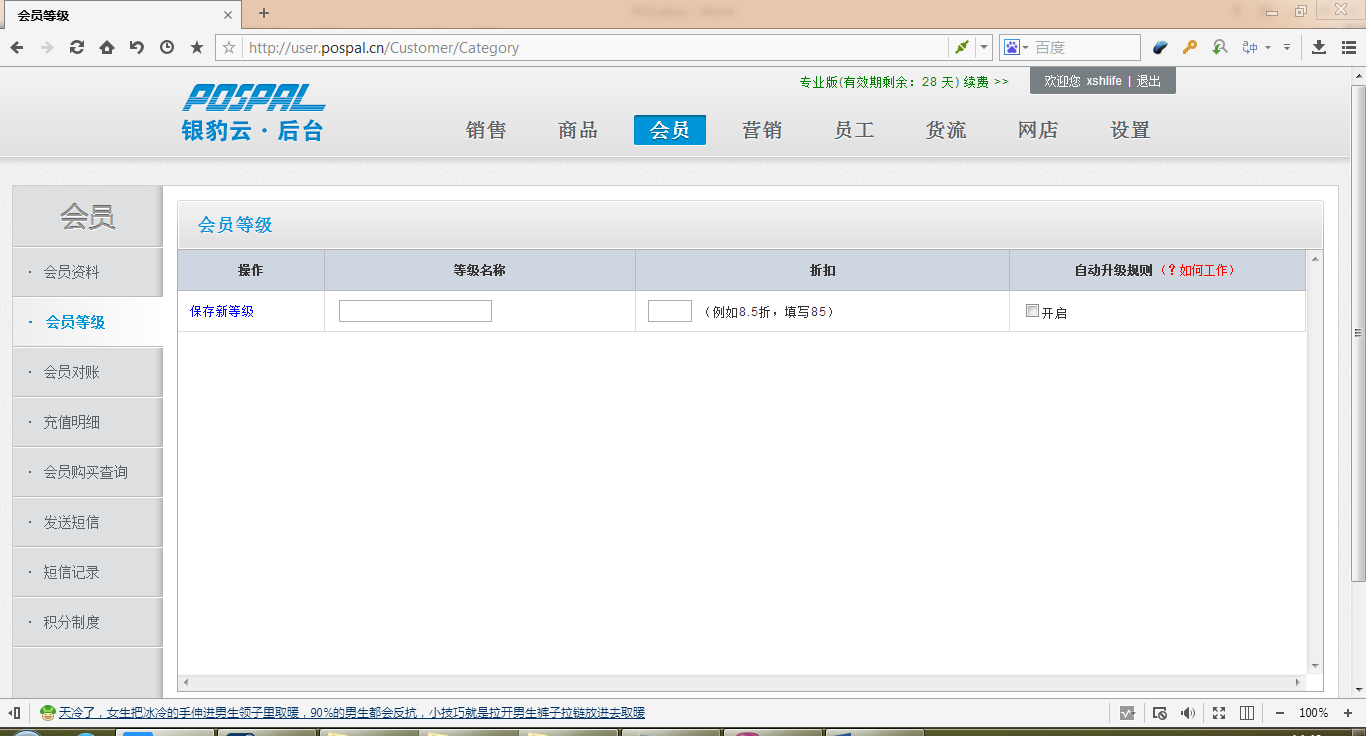 会员等级
http://user.pospal.cn/Customer/Category
百度
专业版(有效期剩余：28 天) 续费 >>
欢迎您 xshlife | 退出
POSPAL
银豹云·后台
销售 商品 会员 营销 员工 货流 网店 设置
会员
· 会员资料
· 会员等级
· 会员对账
· 充值明细
· 会员购买查询
· 发送短信
· 短信记录
· 积分制度
会员等级
操作 等级名称 折扣 自动升级规则（？如何工作）
保存新等级 （例如8.5折，填写85） 开启
天冷了，女生把冰冷的手伸进男生领子里取暖，90%的男生都会反抗，小技巧就是拉开男生裤子拉链放进去取暖
100%